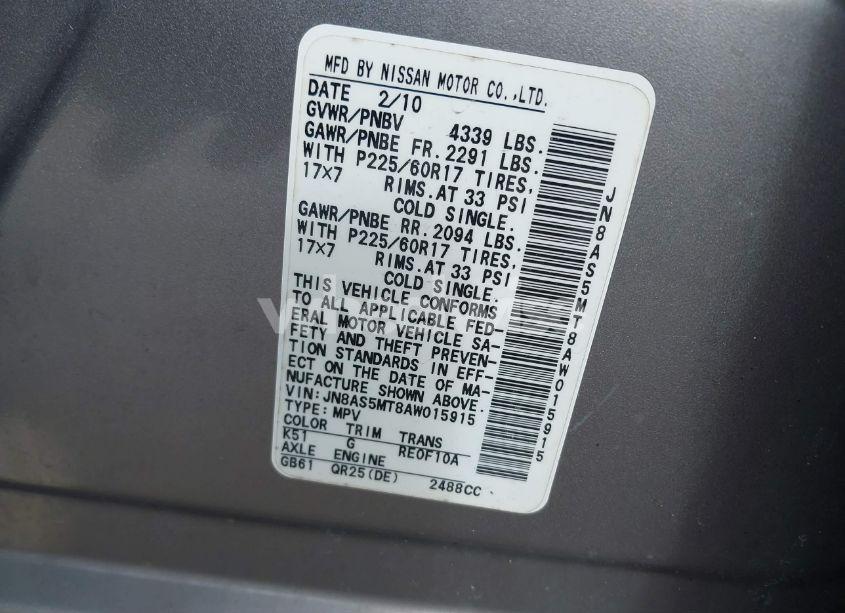 MFD BY NISSAN MOTOR CO.,LTD.
DATE 2/10
GVWR/PNBV 4339 LBS.
GAWR/PNBE FR. 2291 LBS.
WITH P225/60R17 TIRES,
17X7 RIMS.AT 33 PSI
COLD SINGLE.
GAWR/PNBE RR. 2094 LBS.
WITH P225/60R17 TIRES,
17X7 RIMS.AT 33 PSI
COLD SINGLE.
THIS VEHICLE CONFORMS
TO ALL APPLICABLE FED-
ERAL MOTOR VEHICLE SA-
FETY AND THEFT PREVEN-
TION STANDARDS IN EFF-
ECT ON THE DATE OF MA-
NUFACTURE SHOWN ABOVE.
VIN: JN8AS5MT8AW015915
TYPE: MPV
COLOR TRIM TRANS
K51 G RE0F10A
AXLE ENGINE
GB61 QR25(DE) 2488CC
JN8AS5MT8AW015915